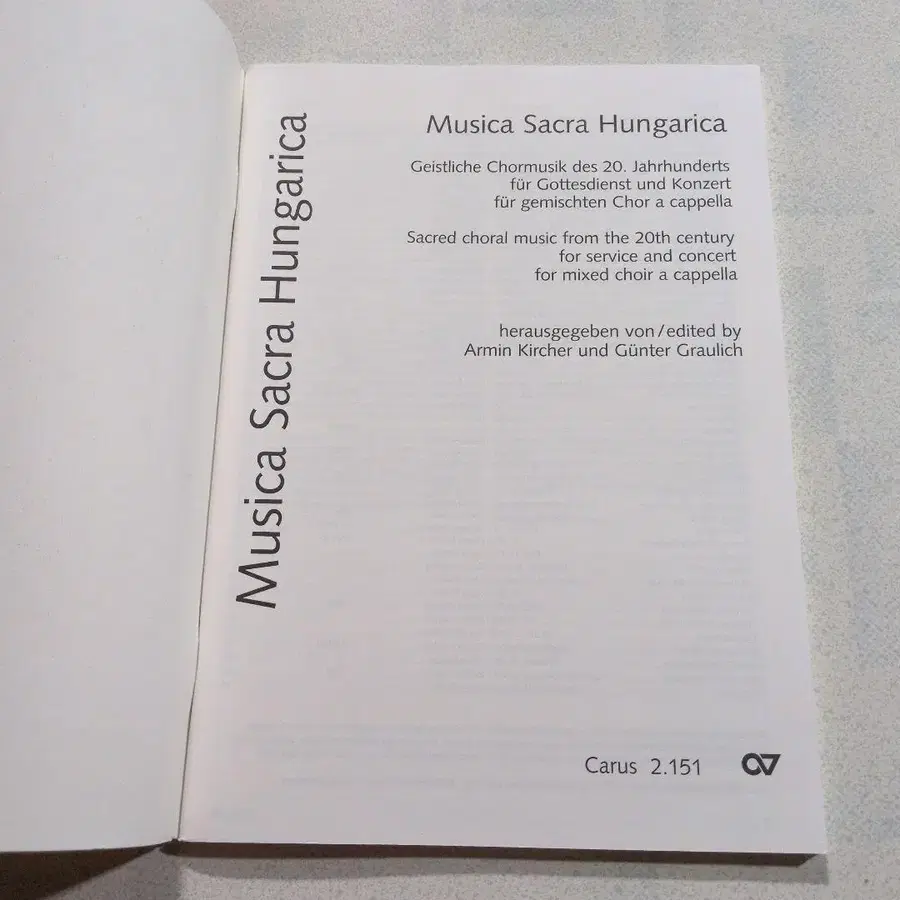 Musica Sacra Hungarica
Musica Sacra Hungarica
Geistliche Chormusik des 20. Jahrhunderts
für Gottesdienst und Konzert
für gemischten Chor a cappella
Sacred choral music from the 20th century
for service and concert
for mixed choir a cappella
herausgegeben von/edited by
Armin Kircher und Günter Graulich
Carus 2.151